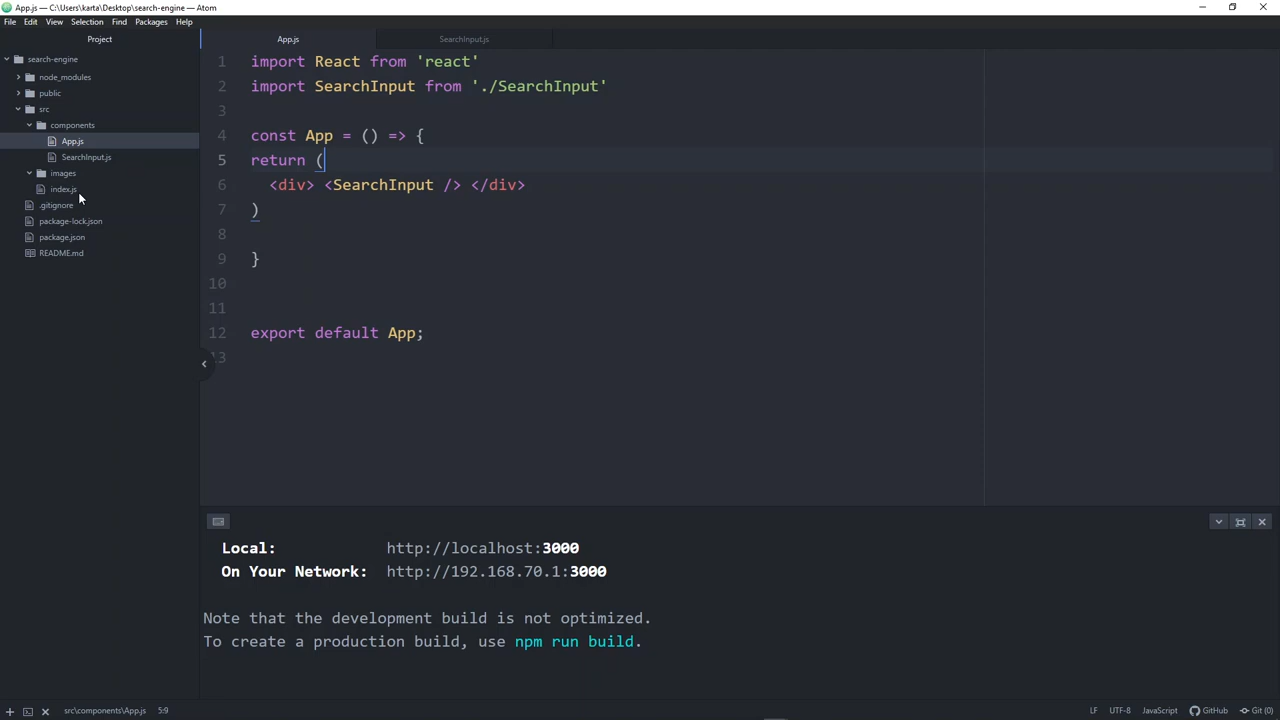 App.js — C:\Users\karta\Desktop\search-engine — Atom
File Edit View Selection Find Packages Help
Project
App.js
SearchInput.js
search-engine
node_modules
public
src
components
App.js
SearchInput.js
images
index.js
.gitignore
package-lock.json
package.json
README.md
1 import React from 'react'
2 import SearchInput from './SearchInput'
3
4 const App = () => {
5 return (
6 <div> <SearchInput /> </div>
7 )
8
9 }
10
11
12 export default App;
13
Local: http://localhost:3000
On Your Network: http://192.168.70.1:3000
Note that the development build is not optimized.
To create a production build, use npm run build.
src\components\App.js 5:9 LF UTF-8 JavaScript GitHub Git (0)